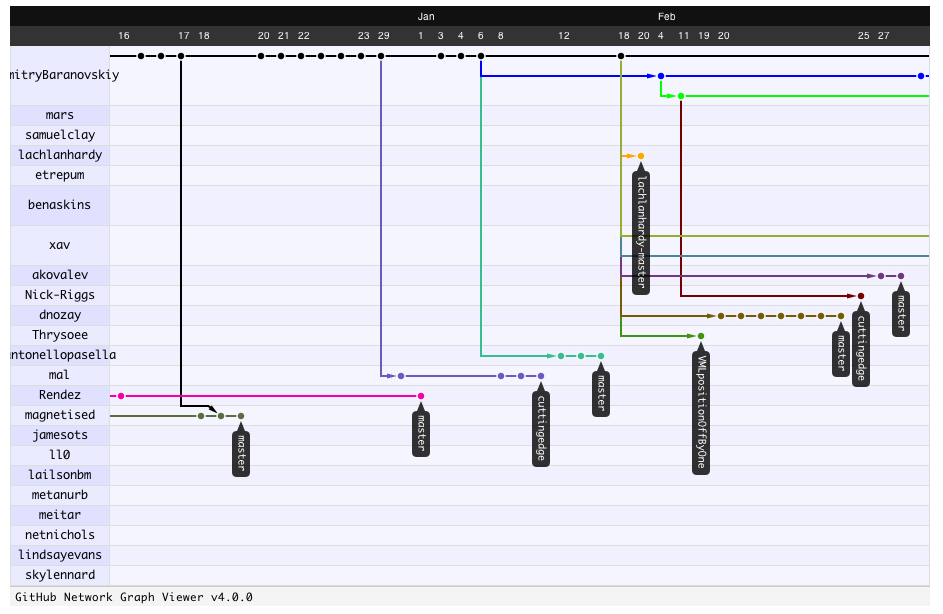 Jan Feb
16 17 18 20 21 22 23 29 1 3 4 6 8 12 18 20 4 11 19 20 25 27
mitryBaranovskiy
mars
samuelclay
lachlanhardy
etrepum
benaskins
xav
akovalev
Nick-Riggs
dnozay
Thrysoee
ntonellopasella
mal
Rendez
magnetised
jamesots
ll0
lailsonbm
metanurb
meitar
netnichols
lindsayevans
skylennard
lachlanhardy-master
master
cuttingedge
master
VMLpositionOffByOne
master
cuttingedge
master
master
GitHub Network Graph Viewer v4.0.0